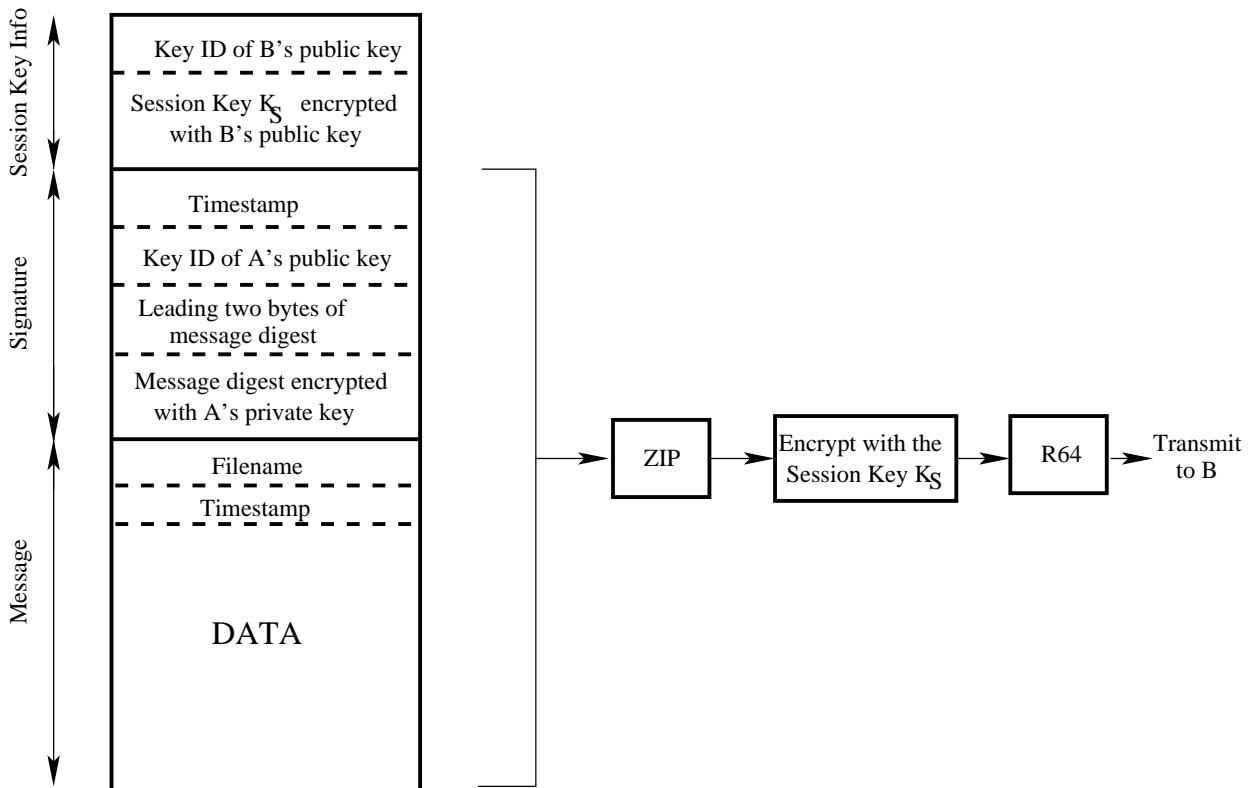 Session Key Info
Key ID of B's public key
Session Key KS encrypted
with B's public key
Signature
Timestamp
Key ID of A's public key
Leading two bytes of
message digest
Message digest encrypted
with A's private key
Message
Filename
Timestamp
DATA
ZIP
Encrypt with the
Session Key KS
R64
Transmit
to B